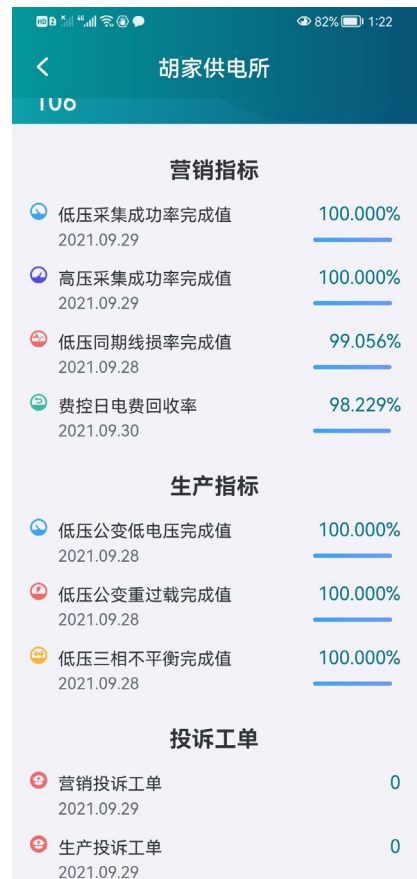 HD 2 4G 82% 1:22
胡家供电所
106
营销指标
低压采集成功率完成值 100.000%
2021.09.29
高压采集成功率完成值 100.000%
2021.09.29
低压同期线损率完成值 99.056%
2021.09.28
费控日电费回收率 98.229%
2021.09.30
生产指标
低压公变低电压完成值 100.000%
2021.09.28
低压公变重过载完成值 100.000%
2021.09.28
低压三相不平衡完成值 100.000%
2021.09.28
投诉工单
营销投诉工单 0
2021.09.29
生产投诉工单 0
2021.09.29